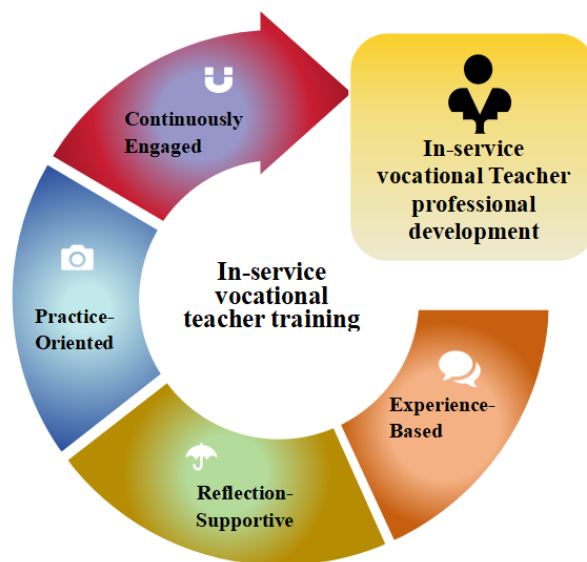 Continuously
Engaged
In-service
vocational Teacher
professional
development
Practice-
Oriented
In-service
vocational
teacher training
Experience-
Based
Reflection-
Supportive